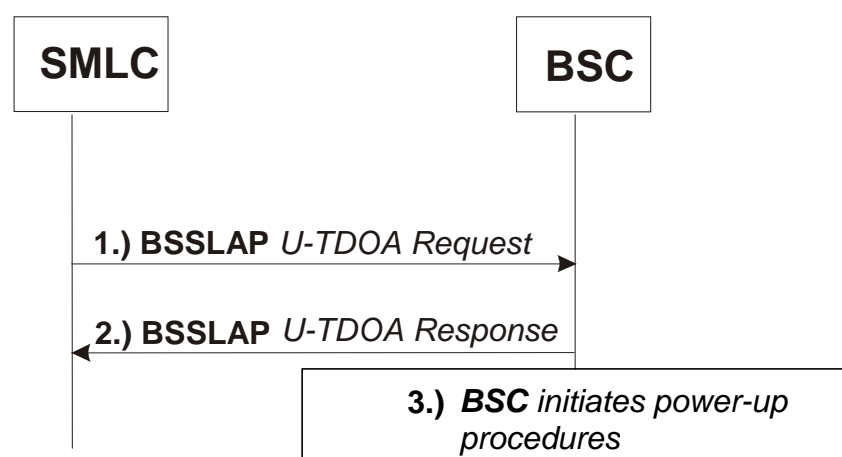 SMLC
BSC
1.) BSSLAP U-TDOA Request
2.) BSSLAP U-TDOA Response
3.) BSC initiates power-up
procedures